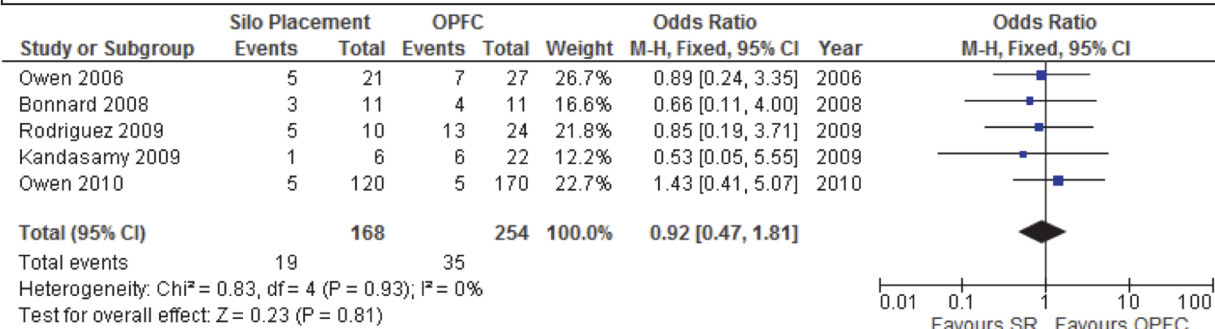 Silo Placement OPFC Odds Ratio Odds Ratio
Study or Subgroup Events Total Events Total Weight M-H, Fixed, 95% CI Year M-H, Fixed, 95% CI
Owen 2006 5 21 7 27 26.7% 0.89 [0.24, 3.35] 2006
Bonnard 2008 3 11 4 11 16.6% 0.66 [0.11, 4.00] 2008
Rodriguez 2009 5 10 13 24 21.8% 0.85 [0.19, 3.71] 2009
Kandasamy 2009 1 6 6 22 12.2% 0.53 [0.05, 5.55] 2009
Owen 2010 5 120 5 170 22.7% 1.43 [0.41, 5.07] 2010
Total (95% CI) 168 254 100.0% 0.92 [0.47, 1.81]
Total events 19 35
Heterogeneity: Chi² = 0.83, df = 4 (P = 0.93); I² = 0%
Test for overall effect: Z = 0.23 (P = 0.81)
0.01 0.1 1 10 100
Favours SR Favours OPFC